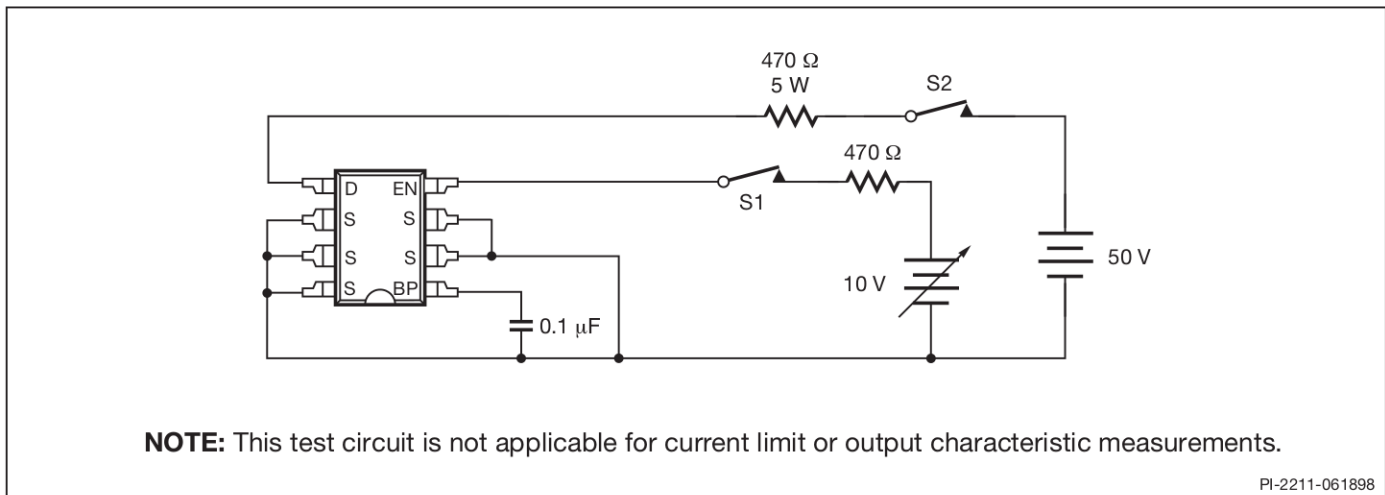 470 Ω
5 W
S2
470 Ω
S1
D EN
S S
S S
S BP
10 V
50 V
0.1 μF
NOTE: This test circuit is not applicable for current limit or output characteristic measurements.
PI-2211-061898